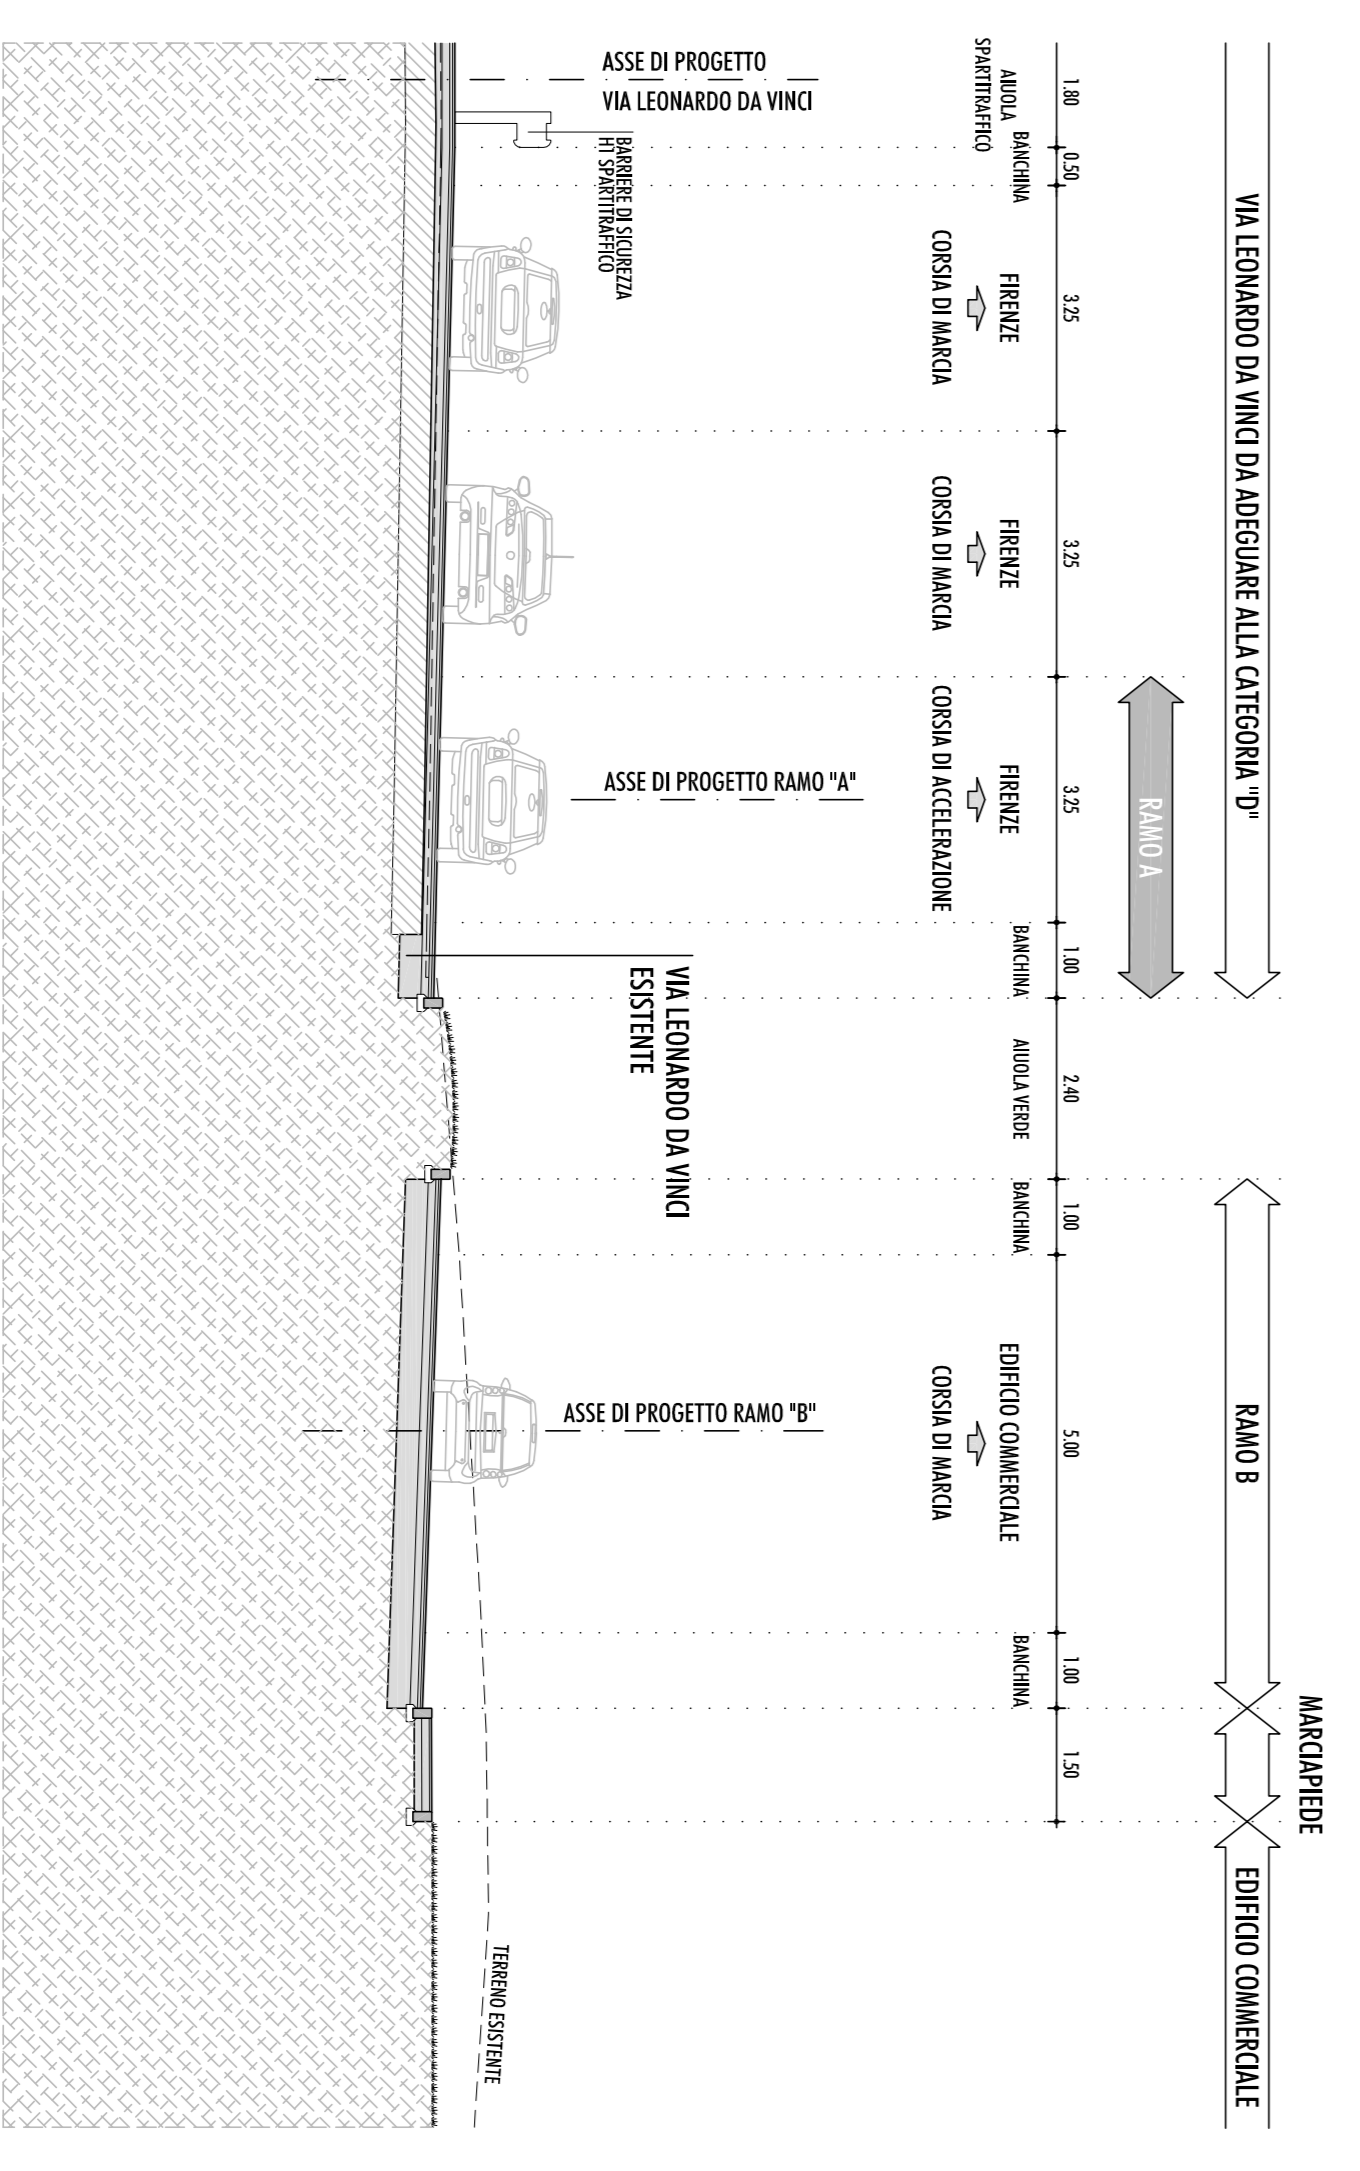 MARCIAPIEDE
VIA LEONARDO DA VINCI DA ADEGUARE ALLA CATEGORIA "D"
RAMO B
EDIFICIO COMMERCIALE
RAMO A
1.80
0.50
3.25
3.25
3.25
1.00
2.40
1.00
5.00
1.00
1.50
AIUOLA
SPARTITRAFFICO
BANCHINA
FIRENZE
CORSIA DI MARCIA
FIRENZE
CORSIA DI MARCIA
FIRENZE
CORSIA DI ACCELERAZIONE
BANCHINA
AIUOLA VERDE
BANCHINA
EDIFICIO COMMERCIALE
CORSIA DI MARCIA
BANCHINA
ASSE DI PROGETTO
VIA LEONARDO DA VINCI
BARRIERE DI SICUREZZA
H1 SPARTITRAFFICO
ASSE DI PROGETTO RAMO "A"
VIA LEONARDO DA VINCI
ESISTENTE
ASSE DI PROGETTO RAMO "B"
TERRENO ESISTENTE